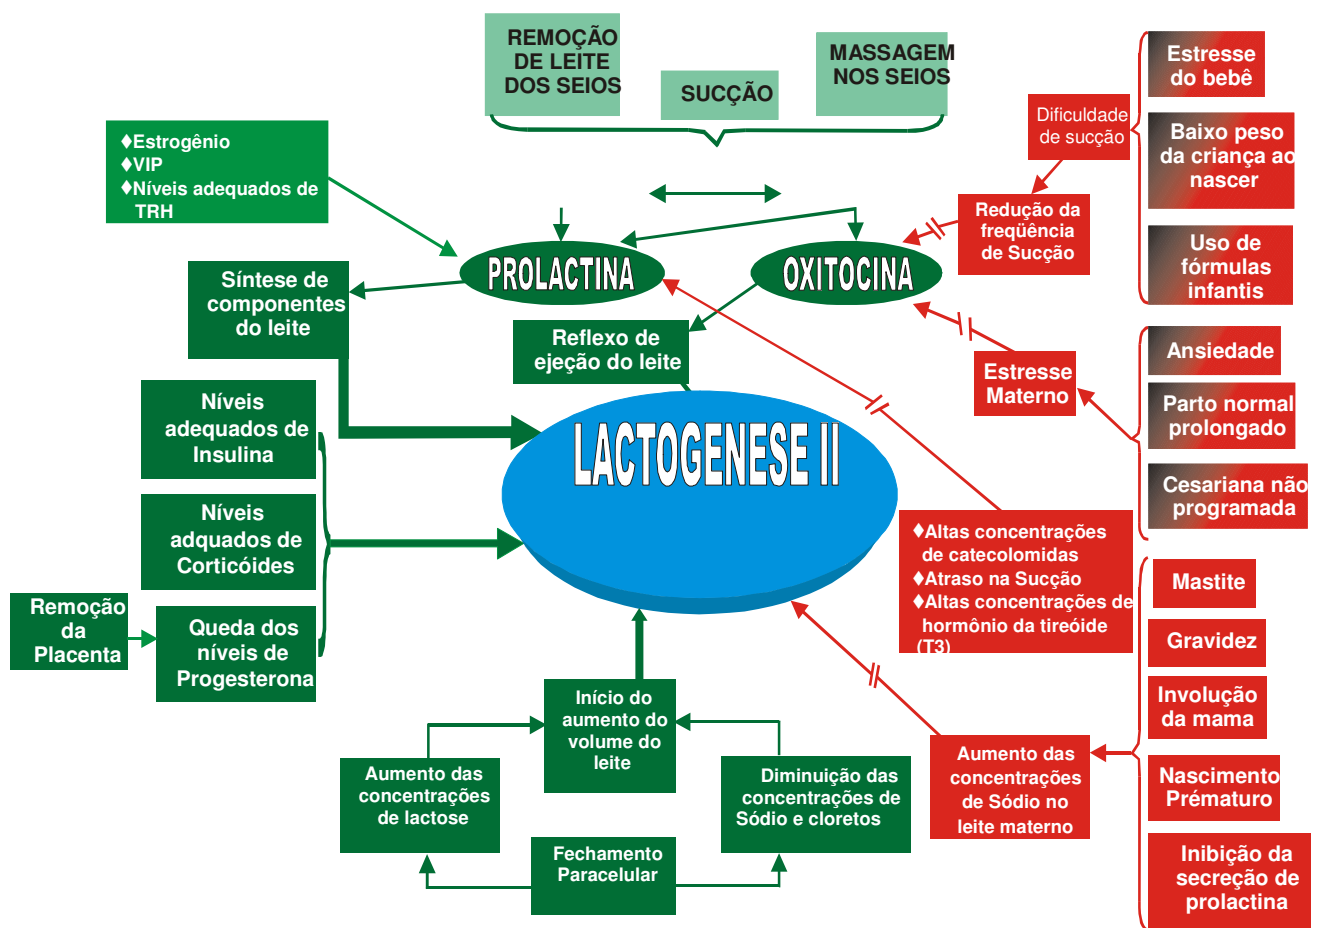 REMOÇÃO
DE LEITE
DOS SEIOS
SUCÇÃO
MASSAGEM
NOS SEIOS
Estresse
do bebê
Dificuldade
de sucção
Baixo peso
da criança ao
nascer
♦Estrogênio
♦VIP
♦Níveis adequados de
TRH
Redução da
freqüência
de Sucção
Uso de
fórmulas
infantis
PROLACTINA
OXITOCINA
Síntese de
componentes
do leite
Reflexo de
ejeção do leite
Estresse
Materno
Ansiedade
Parto normal
prolongado
Cesariana não
programada
Níveis
adequados de
Insulina
LACTOGENESE II
Níveis
adquados de
Corticóides
♦Altas concentrações
de catecolomidas
♦Atraso na Sucção
♦Altas concentrações de
hormônio da tireóide
(T3)
Remoção
da
Placenta
Queda dos
níveis de
Progesterona
Mastite
Gravidez
Involução
da mama
Nascimento
Prématuro
Inibição da
secreção de
prolactina
Início do
aumento do
volume do
leite
Aumento das
concentrações
de lactose
Diminuição das
concentrações de
Sódio e cloretos
Aumento das
concentrações
de Sódio no
leite materno
Fechamento
Paracelular